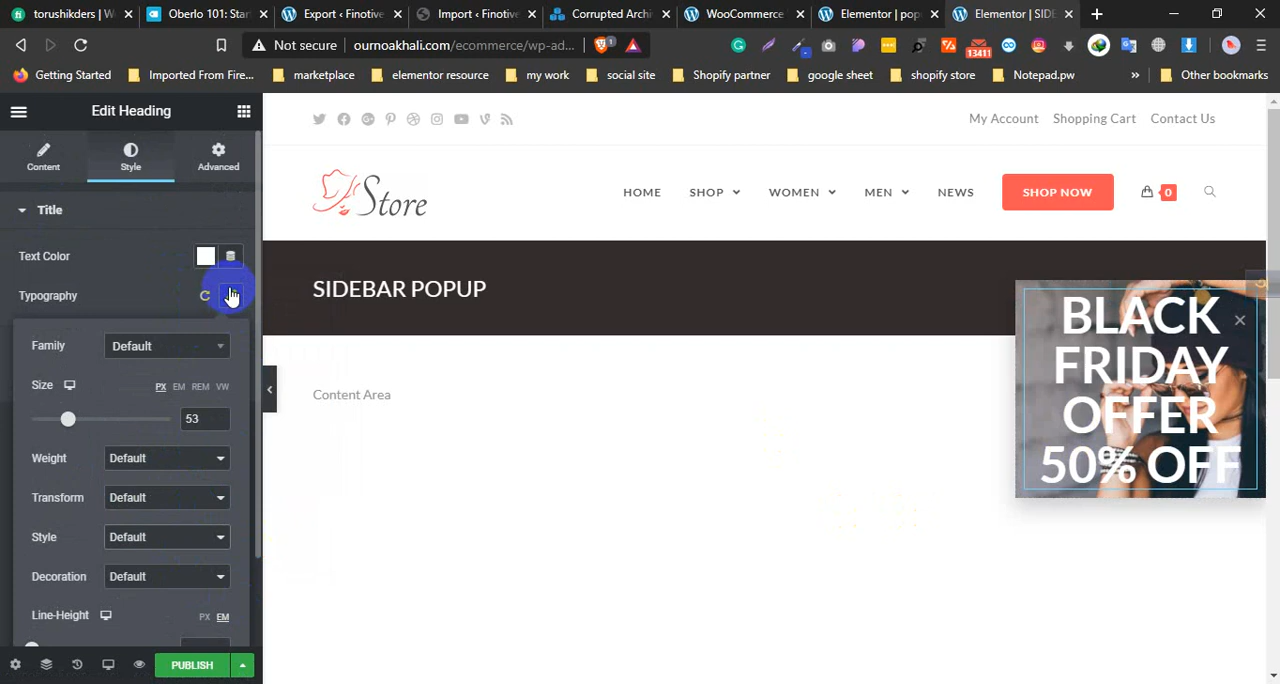 torushikders | W
Oberlo 101: Star
Export ‹ Finotive
Import ‹ Finotive
Corrupted Archi
WooCommerce
Elementor | pop
Elementor | SIDE
Not secure
ournoakhali.com/ecommerce/wp-ad...
1
13411
Getting Started
Imported From Fire...
marketplace
elementor resource
my work
social site
Shopify partner
google sheet
shopify store
Notepad.pw
»
Other bookmarks
Edit Heading
Content
Style
Advanced
Title
Text Color
Typography
Family
Default
Size
PX EM REM VW
53
Weight
Default
Transform
Default
Style
Default
Decoration
Default
Line-Height
PX EM
PUBLISH
My Account
Shopping Cart
Contact Us
Store
HOME
SHOP
WOMEN
MEN
NEWS
SHOP NOW
0
SIDEBAR POPUP
Content Area
BLACK
FRIDAY
OFFER
50% OFF